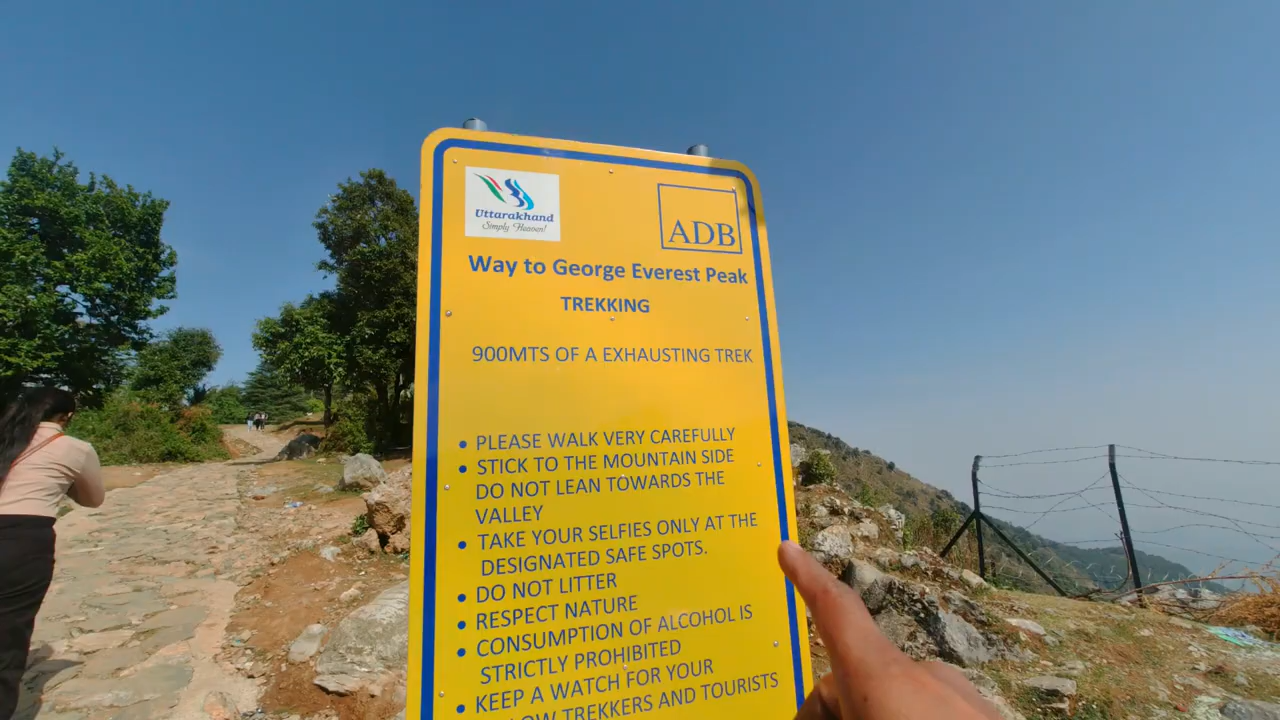 Uttarakhand
Simply Heaven!
ADB
Way to George Everest Peak
TREKKING
900MTS OF A EXHAUSTING TREK
• PLEASE WALK VERY CAREFULLY
• STICK TO THE MOUNTAIN SIDE
DO NOT LEAN TOWARDS THE
VALLEY
• TAKE YOUR SELFIES ONLY AT THE
DESIGNATED SAFE SPOTS.
• DO NOT LITTER
• RESPECT NATURE
• CONSUMPTION OF ALCOHOL IS
STRICTLY PROHIBITED
• KEEP A WATCH FOR YOUR
TREKKERS AND TOURISTS